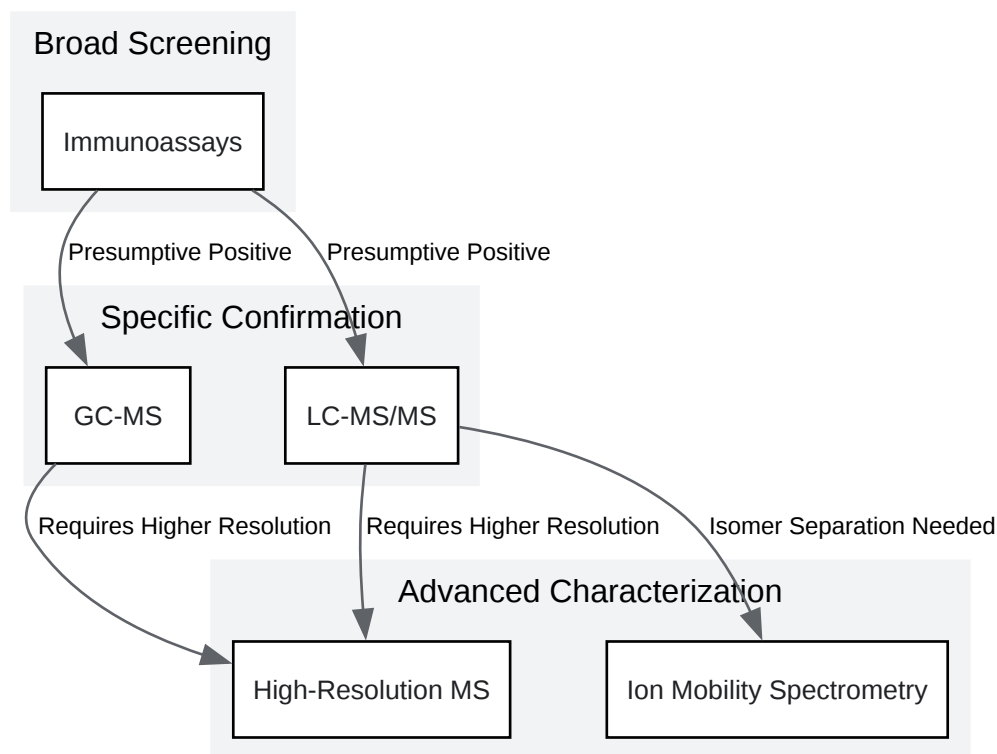 Broad Screening
Immunoassays
Presumptive Positive
Presumptive Positive
Specific Confirmation
GC-MS
LC-MS/MS
Requires Higher Resolution
Requires Higher Resolution
Isomer Separation Needed
Advanced Characterization
High-Resolution MS
Ion Mobility Spectrometry